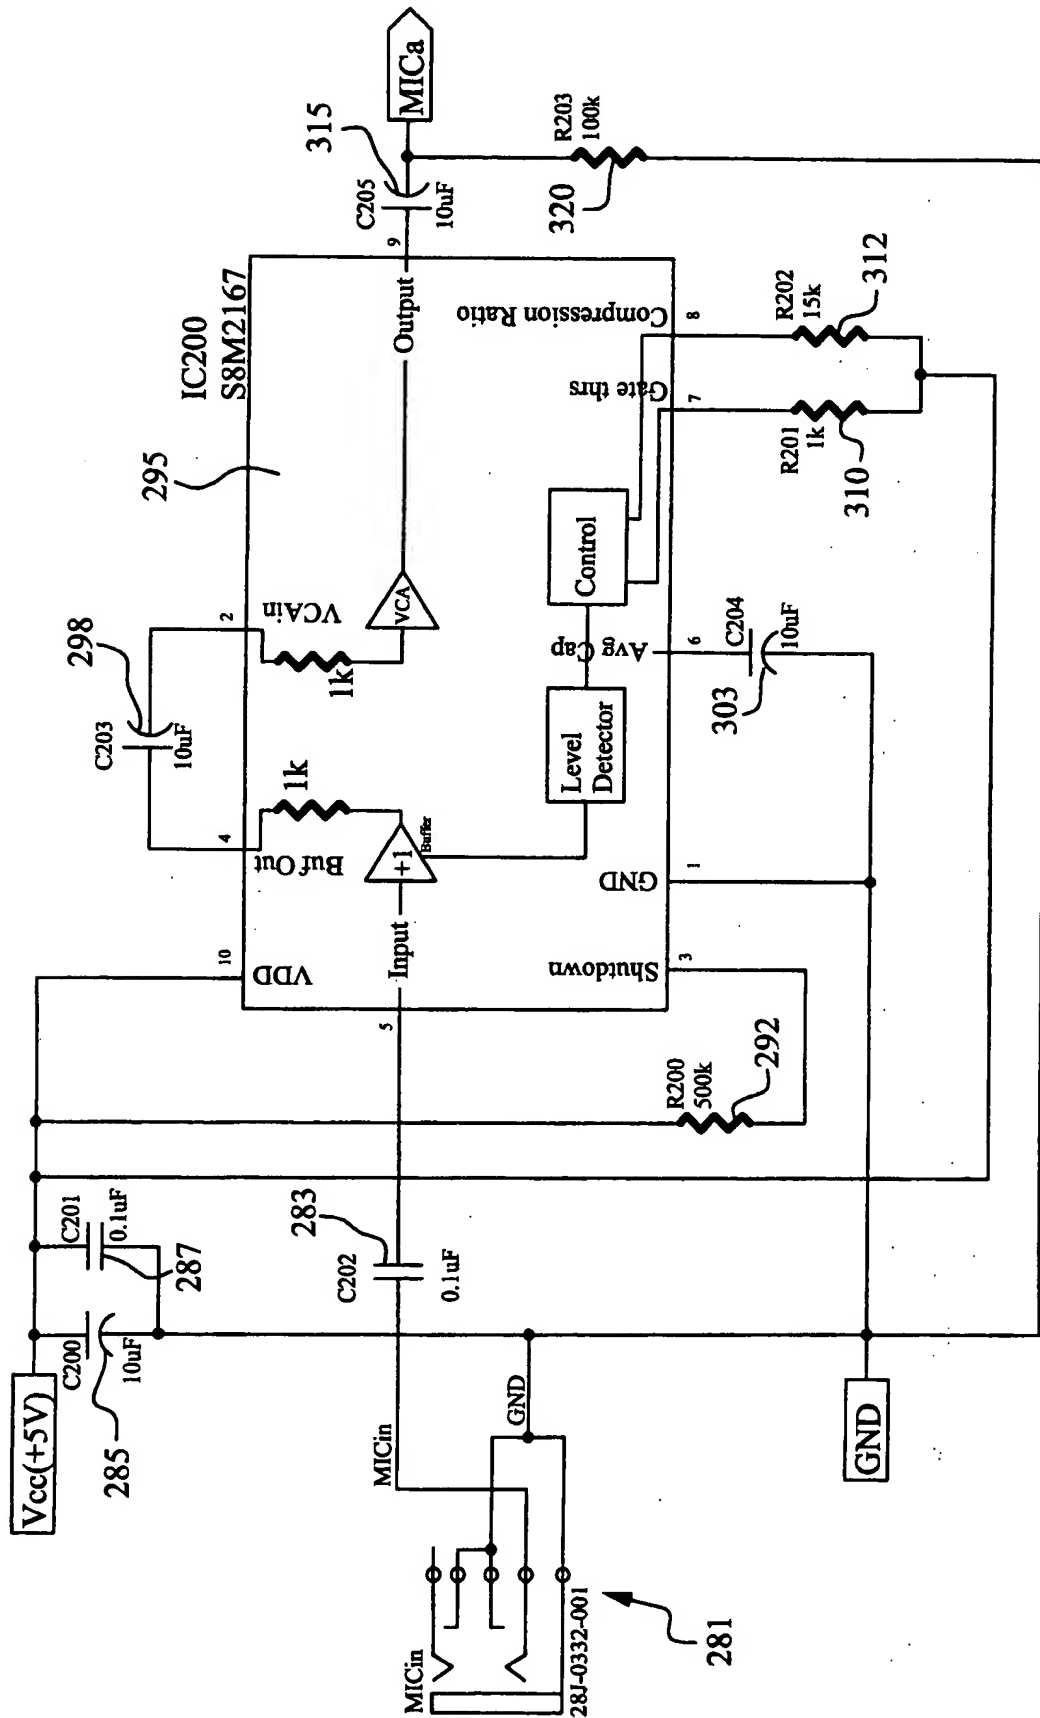 Vcc(+5V)
C200
10uF
285
C201
0.1uF
287
MICin
GND
MICin
28J-0332-001
281
C202
0.1uF
283
GND
R200
500k
292
IC200
S8M2167
295
10
VDD
5
Input
3
Shutdown
4
Buf Out
1k
+1
Buffer
1
GND
C203
10uF
298
2
VCAin
1k
VCA
Level
Detector
Control
Avg Cap
6
C204
10uF
303
Gate thrs
7
R201
1k
310
Compression Ratio
8
R202
15k
312
Output
9
C205
10uF
315
MICa
R203
100k
320